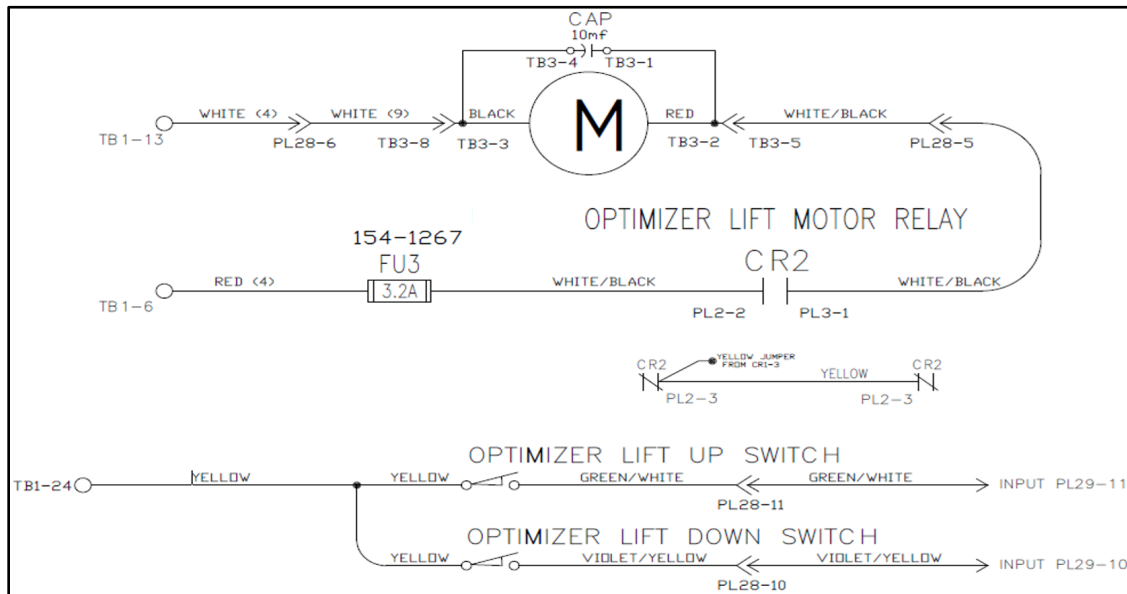 CAP
10mf
TB3-4 TB3-1
WHITE (4) WHITE (9) BLACK M RED WHITE/BLACK
TB1-13 PL28-6 TB3-8 TB3-3 TB3-2 TB3-5 PL28-5
OPTIMIZER LIFT MOTOR RELAY
154-1267
FU3 CR2
RED (4) 3.2A WHITE/BLACK WHITE/BLACK
TB1-6 PL2-2 PL3-1
YELLOW JUMPER
FROM CR1-3
CR2 YELLOW CR2
PL2-3 PL2-3
OPTIMIZER LIFT UP SWITCH
TB1-24 YELLOW YELLOW GREEN/WHITE GREEN/WHITE INPUT PL29-11
PL28-11
OPTIMIZER LIFT DOWN SWITCH
YELLOW VIOLET/YELLOW VIOLET/YELLOW INPUT PL29-10
PL28-10